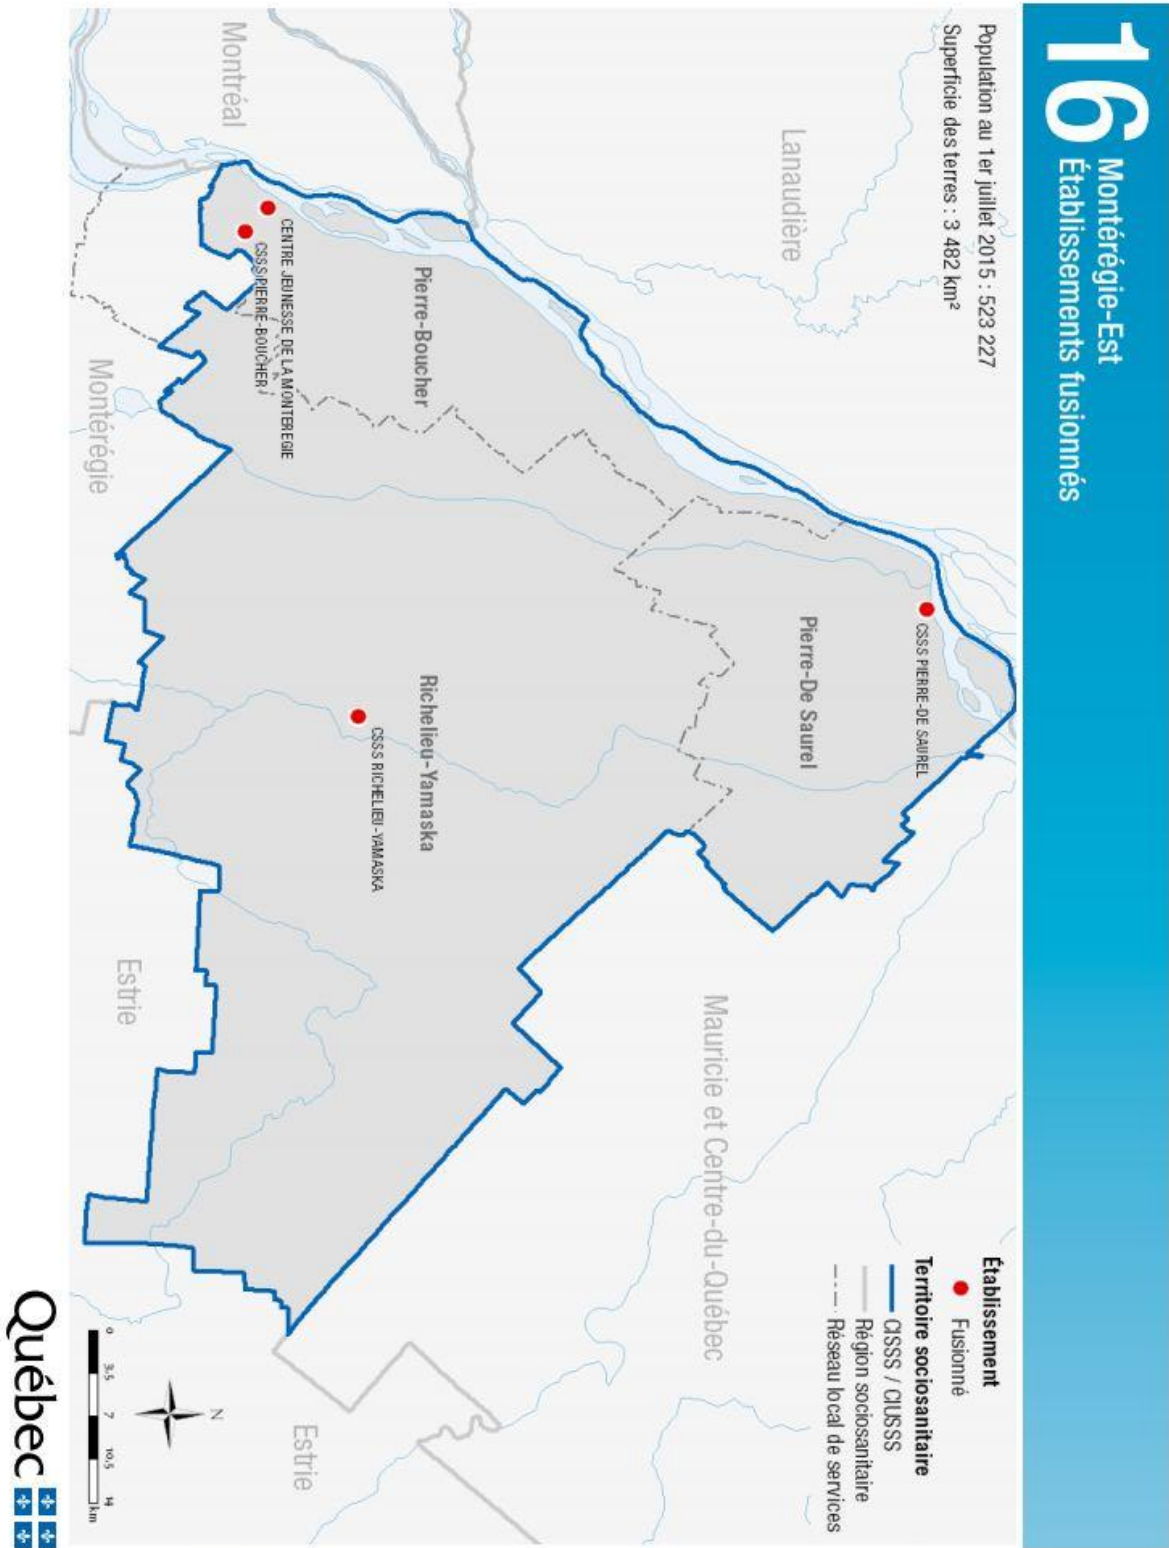 16 Montérégie-Est
Établissements fusionnés
Population au 1er juillet 2015 : 523 227
Superficie des terres : 3 482 km²
Établissement
Fusionné
Territoire sociosanitaire
CISSS / CIUSSS
Région sociosanitaire
Réseau local de services
Lanaudière
CSSS PIERRE-DE SAUREL
Pierre-De Saurel
Mauricie et Centre-du-Québec
Montréal
Pierre-Boucher
Richelieu-Yamaska
CSSS RICHELIEU-YAMASKA
CENTRE JEUNESSE DE LA MONTEREGIE
CSSS PIERRE-BOUCHER
Montérégie
Estrie
Estrie
N
0 3,5 7 10,5 14
km
Québec